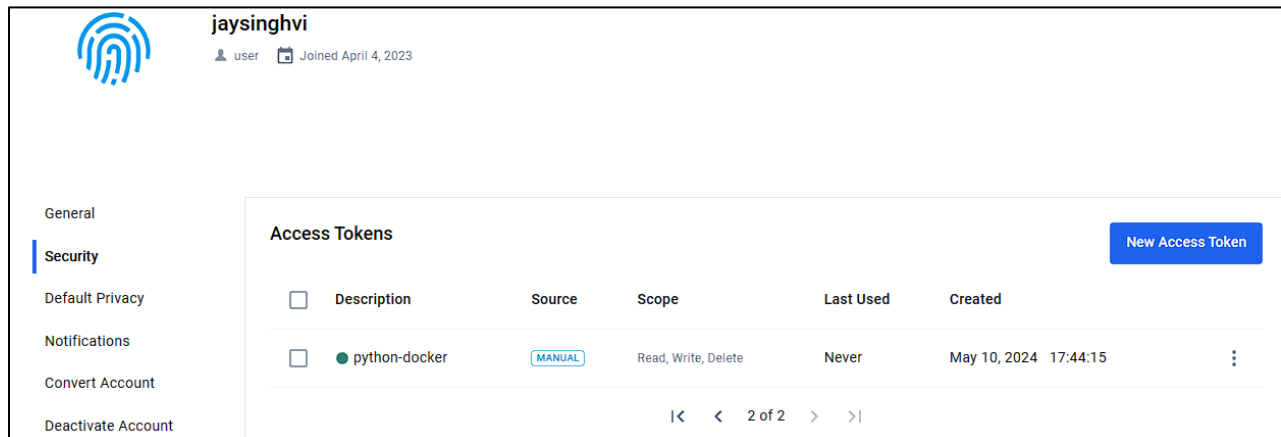 jaysinghvi
user Joined April 4, 2023
General
Security
Default Privacy
Notifications
Convert Account
Deactivate Account
Access Tokens
New Access Token
Description Source Scope Last Used Created
python-docker MANUAL Read, Write, Delete Never May 10, 2024 17:44:15
2 of 2